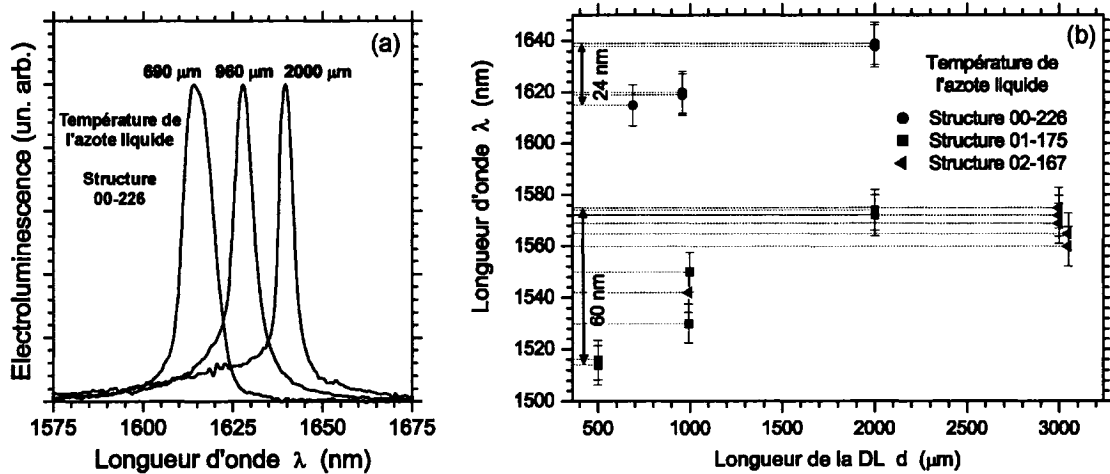 (a)
690 µm 960 µm 2000 µm
Température de
l'azote liquide
Structure
00-226
Electroluminescence (un. arb.)
1575 1600 1625 1650 1675
Longueur d'onde λ (nm)
(b)
1640
1620
1600
1580
1560
1540
1520
1500
Longueur d'onde λ (nm)
24 nm
60 nm
Température de
l'azote liquide
Structure 00-226
Structure 01-175
Structure 02-167
500 1000 1500 2000 2500 3000
Longueur de la DL d (µm)